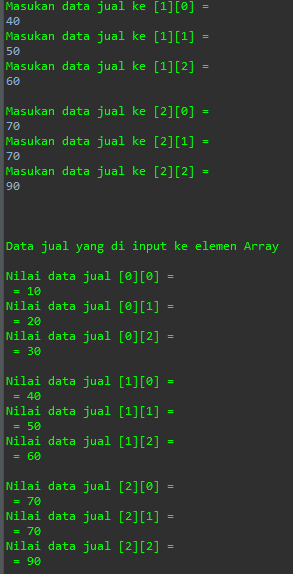 Masukan data jual ke [1][0] =
40
Masukan data jual ke [1][1] =
50
Masukan data jual ke [1][2] =
60
Masukan data jual ke [2][0] =
70
Masukan data jual ke [2][1] =
70
Masukan data jual ke [2][2] =
90
Data jual yang di input ke elemen Array
Nilai data jual [0][0] =
= 10
Nilai data jual [0][1] =
= 20
Nilai data jual [0][2] =
= 30
Nilai data jual [1][0] =
= 40
Nilai data jual [1][1] =
= 50
Nilai data jual [1][2] =
= 60
Nilai data jual [2][0] =
= 70
Nilai data jual [2][1] =
= 70
Nilai data jual [2][2] =
= 90